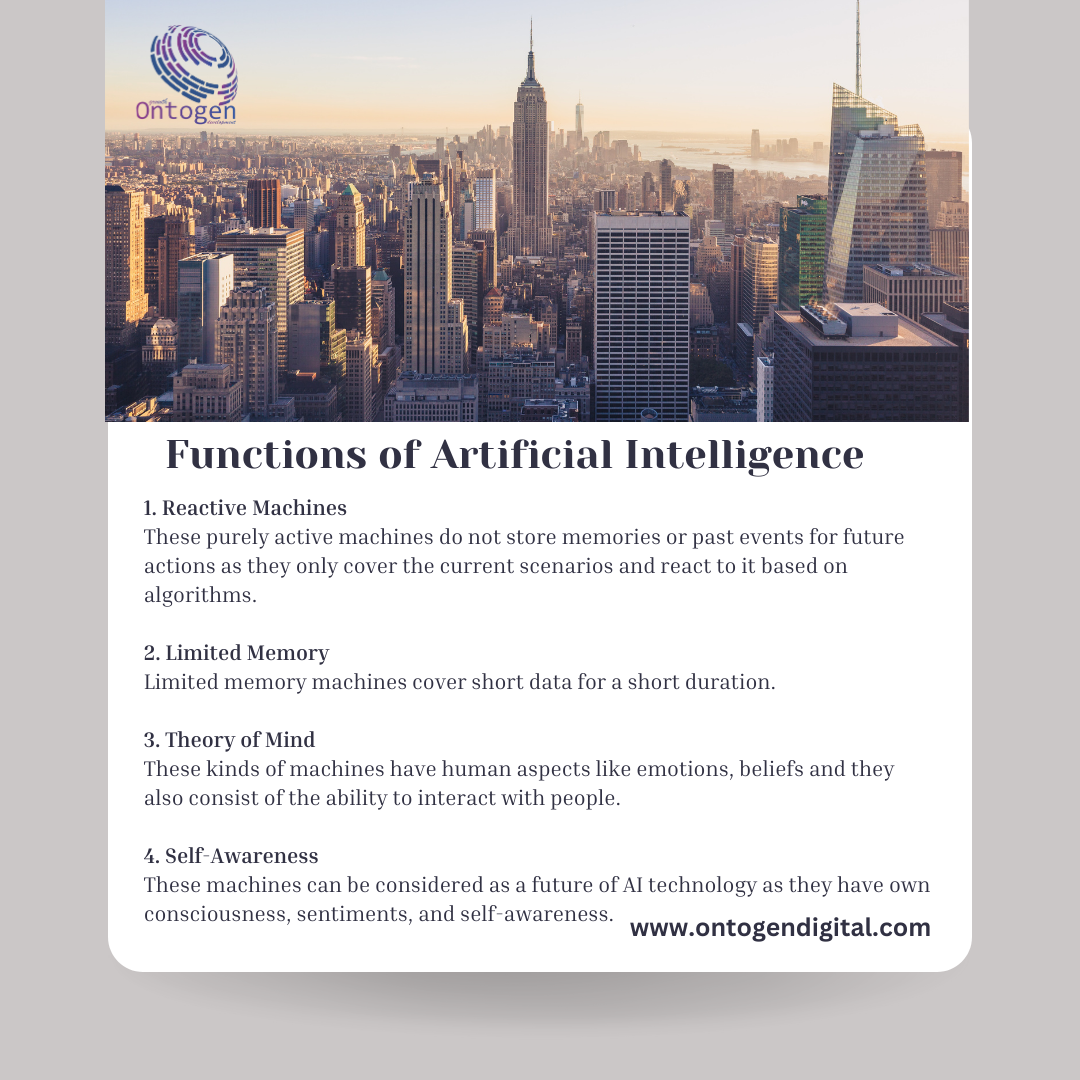 growth
Ontogen
development
Functions of Artificial Intelligence
1. Reactive Machines
These purely active machines do not store memories or past events for future
actions as they only cover the current scenarios and react to it based on
algorithms.
2. Limited Memory
Limited memory machines cover short data for a short duration.
3. Theory of Mind
These kinds of machines have human aspects like emotions, beliefs and they
also consist of the ability to interact with people.
4. Self-Awareness
These machines can be considered as a future of AI technology as they have own
consciousness, sentiments, and self-awareness.
www.ontogendigital.com